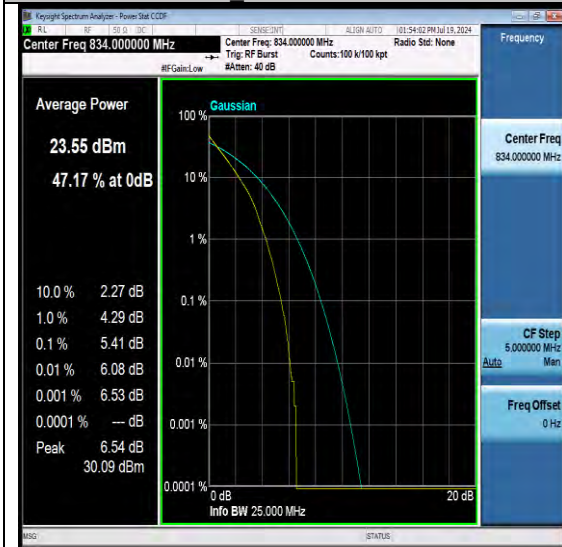 Keysight Spectrum Analyzer - Power Stat CCDF
RL RF 50 Ω DC SENSE:INT ALIGN AUTO 01:54:02 PM Jul 19, 2024
Center Freq 834.000000 MHz
Center Freq: 834.000000 MHz
Radio Std: None
Trig: RF Burst
Counts:100 k/100 kpt
#IFGain:Low
#Atten: 40 dB
Frequency
Average Power
23.55 dBm
47.17 % at 0dB
10.0 % 2.27 dB
1.0 % 4.29 dB
0.1 % 5.41 dB
0.01 % 6.08 dB
0.001 % 6.53 dB
0.0001 % --- dB
Peak 6.54 dB
30.09 dBm
Gaussian
100 %
10 %
1 %
0.1 %
0.01 %
0.001 %
0.0001 %
0 dB
20 dB
Info BW 25.000 MHz
Center Freq
834.000000 MHz
CF Step
5.000000 MHz
Auto Man
Freq Offset
0 Hz
MSG
STATUS